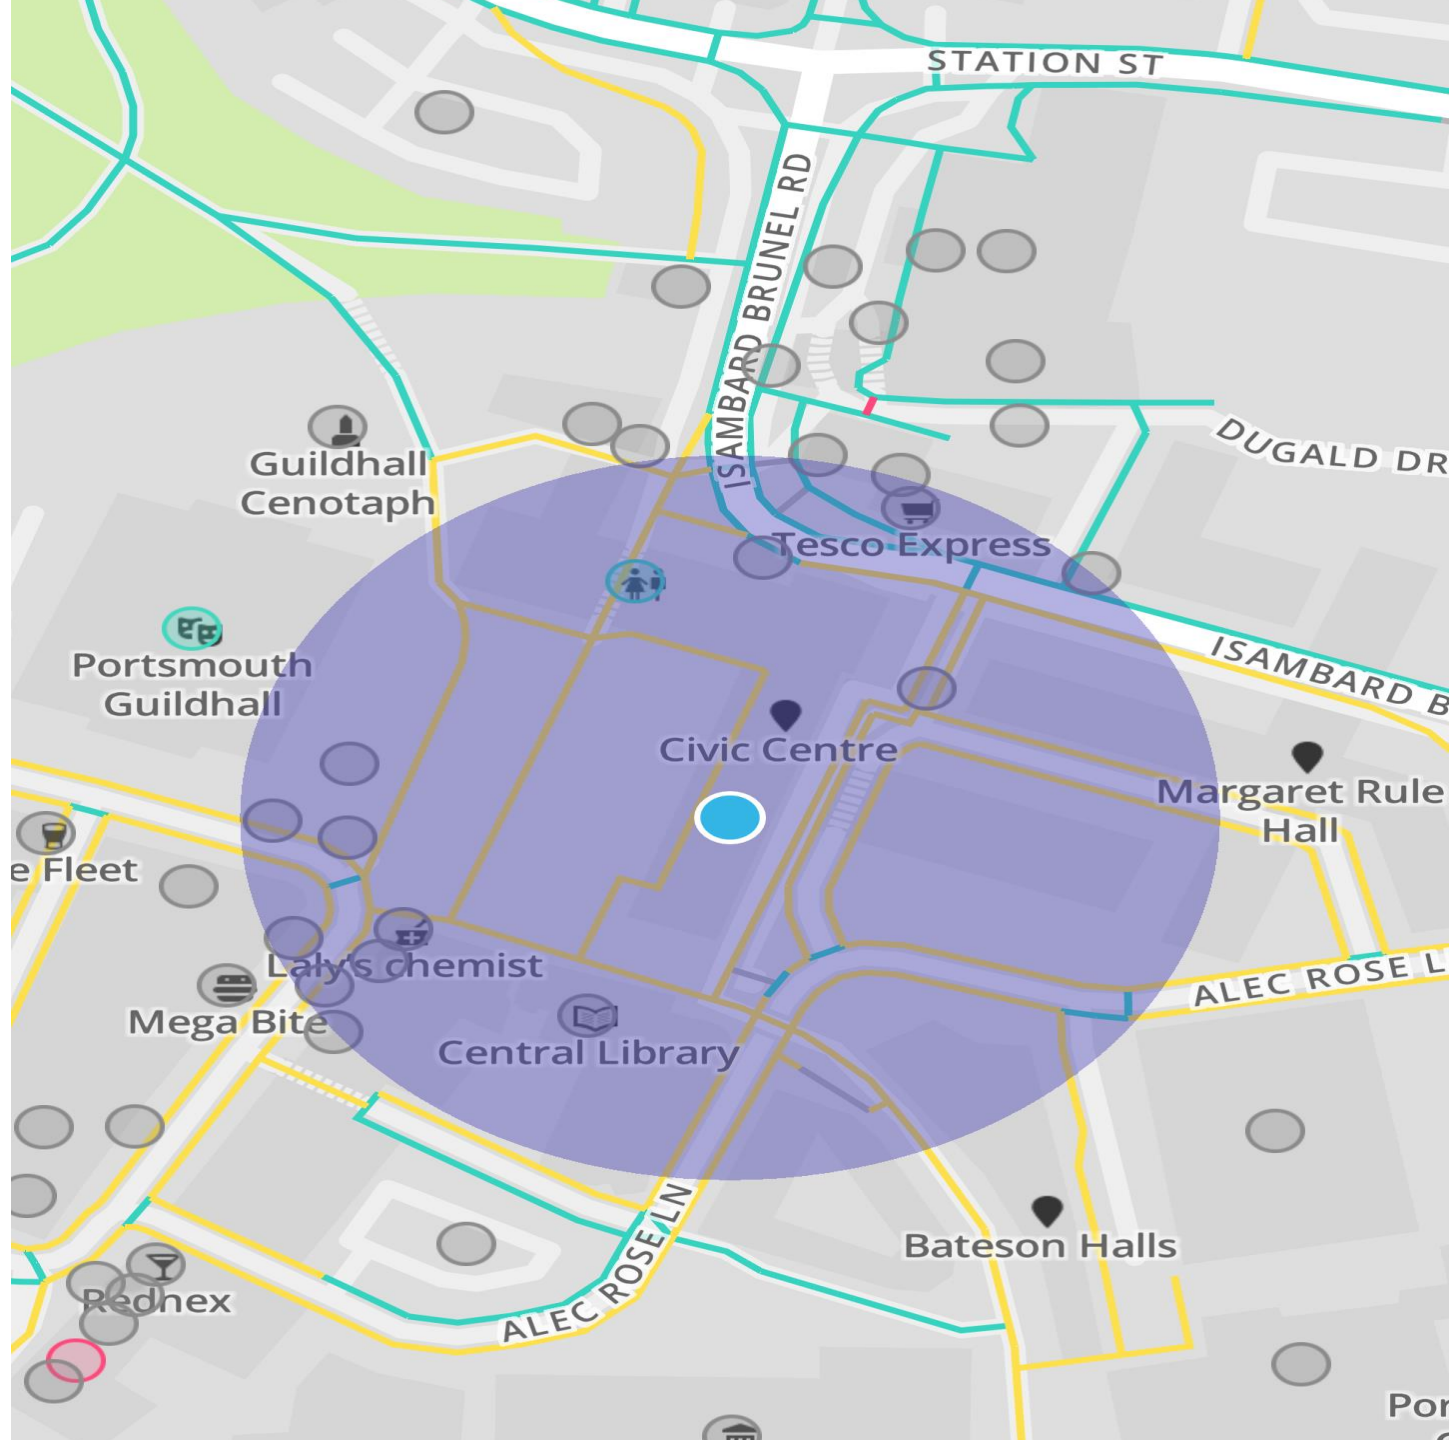 STATION ST
ISAMBARD BRUNEL RD
DUGALD DR
Guildhall
Cenotaph
Tesco Express
ISAMBARD B
Portsmouth
Guildhall
Civic Centre
Margaret Rule
Hall
e Fleet
Laly's chemist
ALEC ROSE L
Mega Bite
Central Library
Bateson Halls
Rednex
ALEC ROSE LN
Por